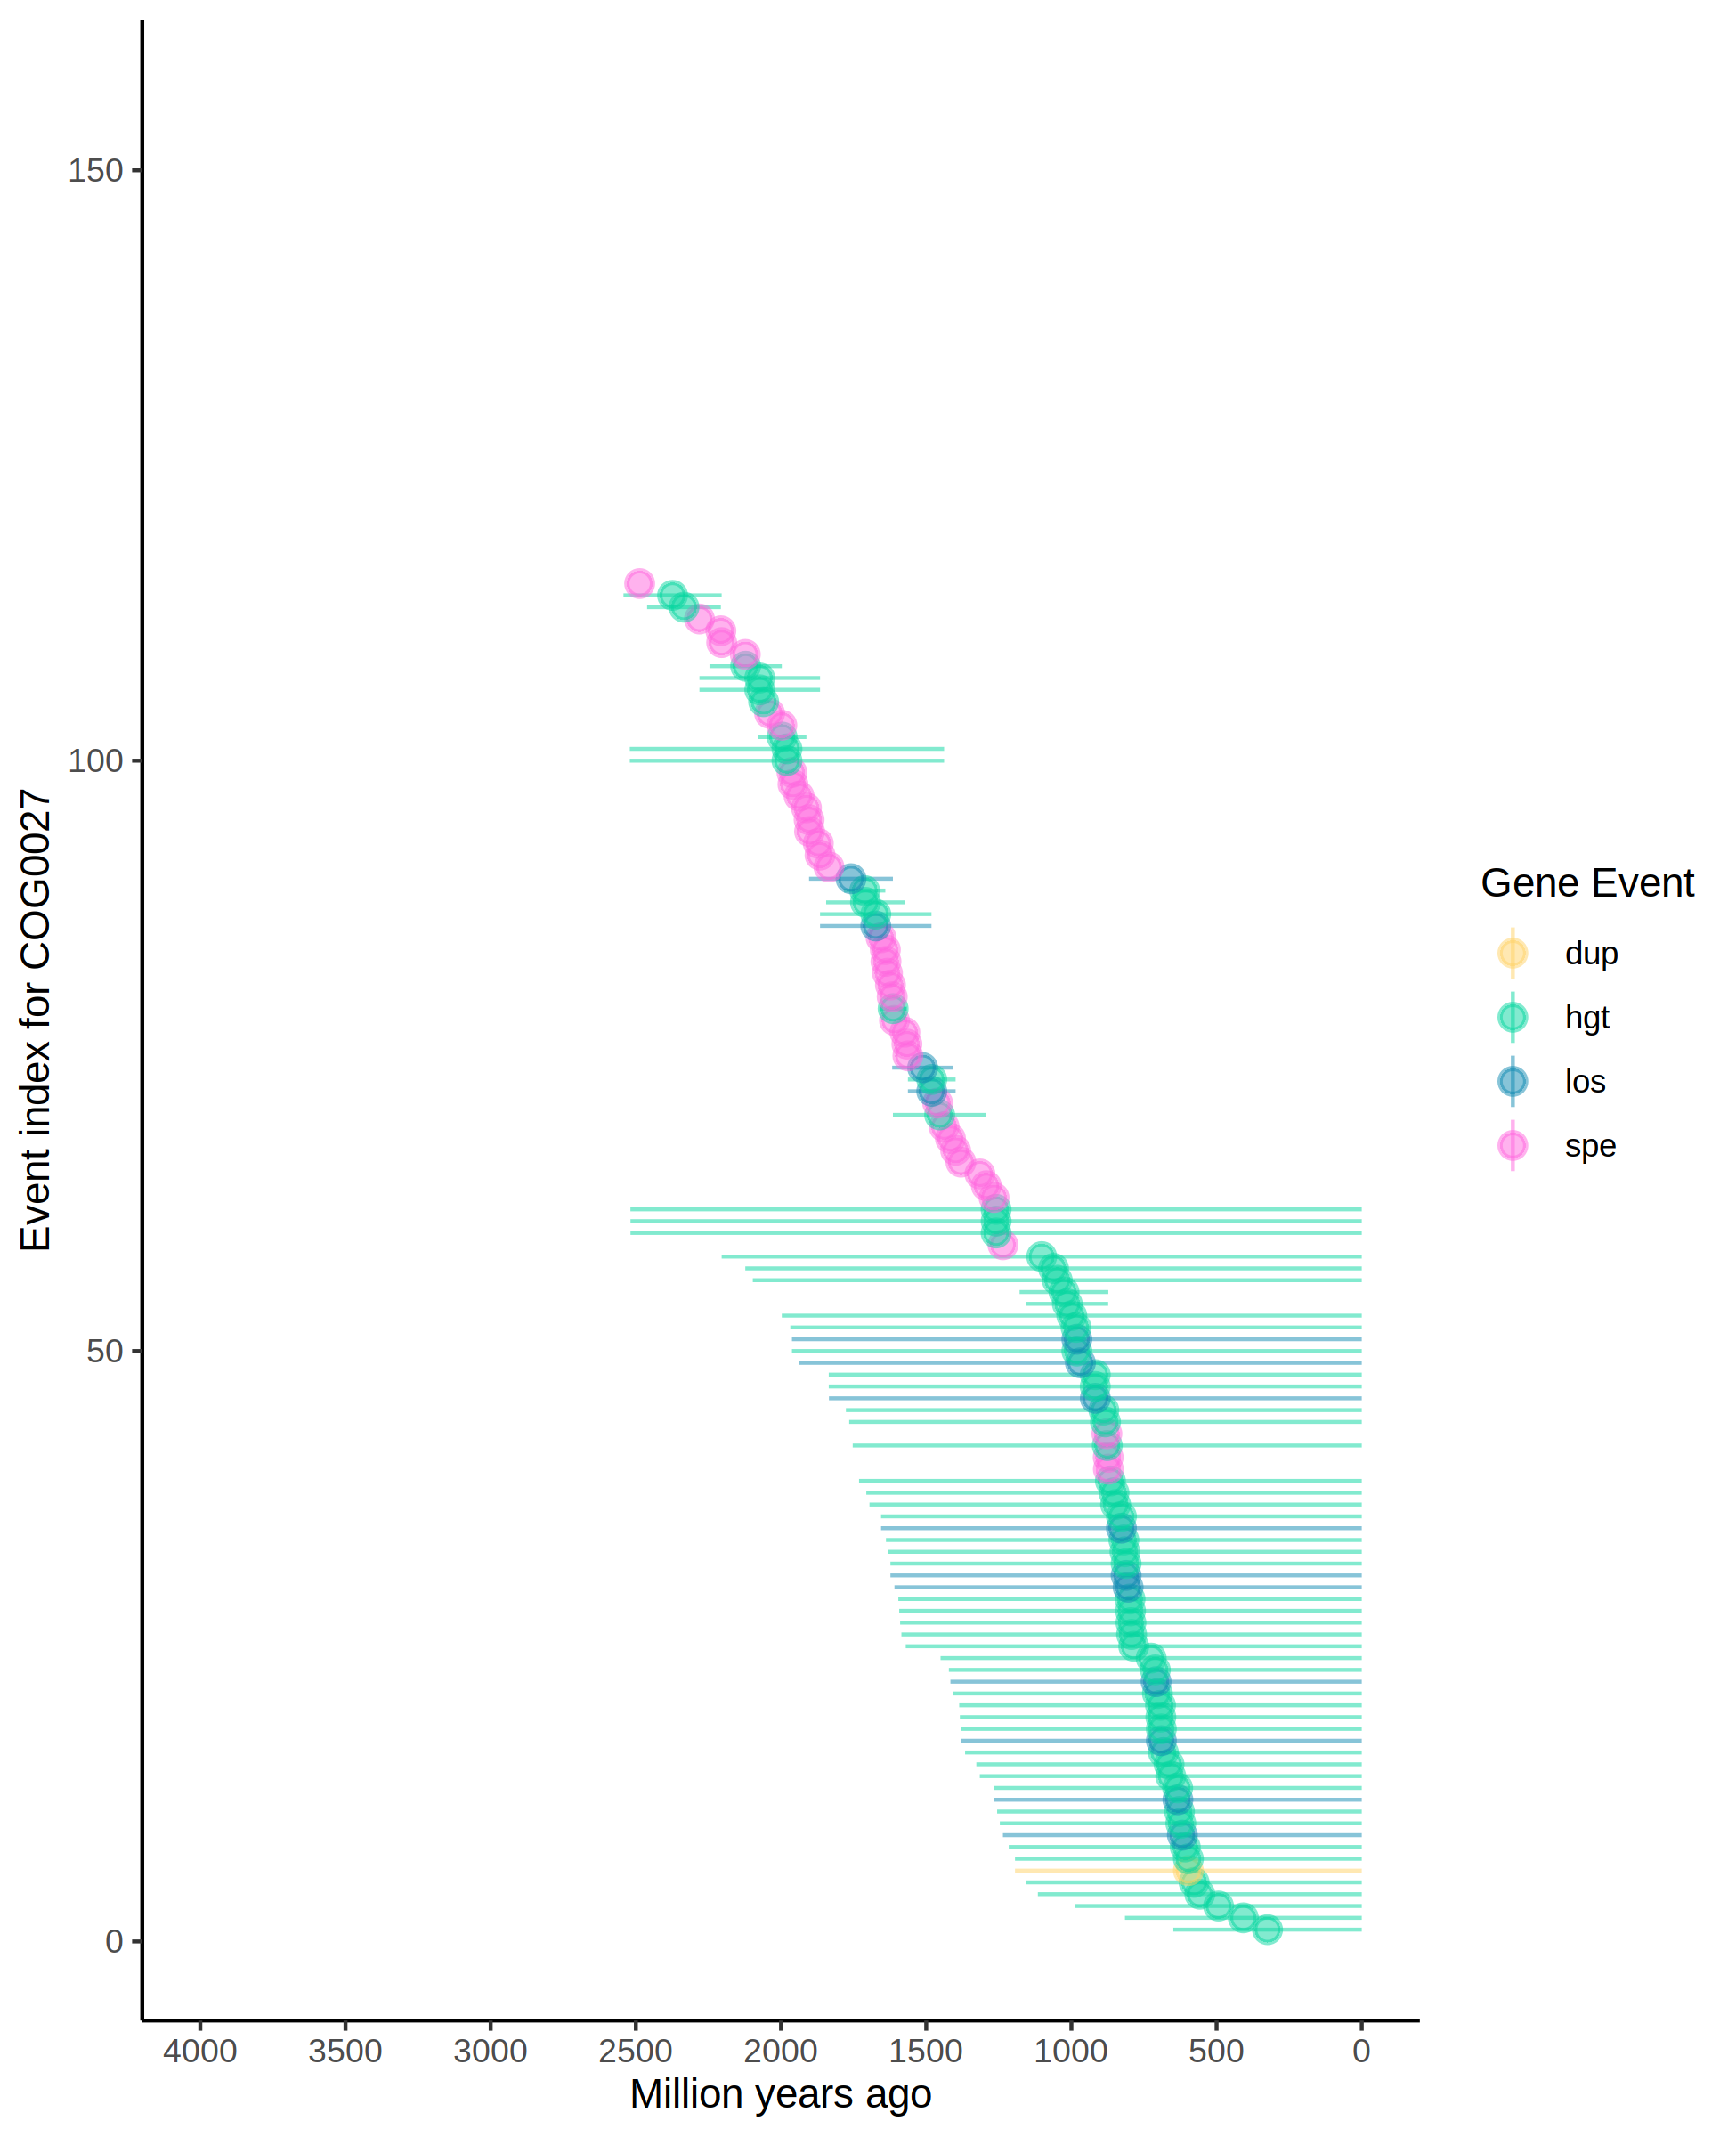 150
100
50
0
Event index for COG0027
4000 3500 3000 2500 2000 1500 1000 500 0
Million years ago
Gene Event
dup
hgt
los
spe